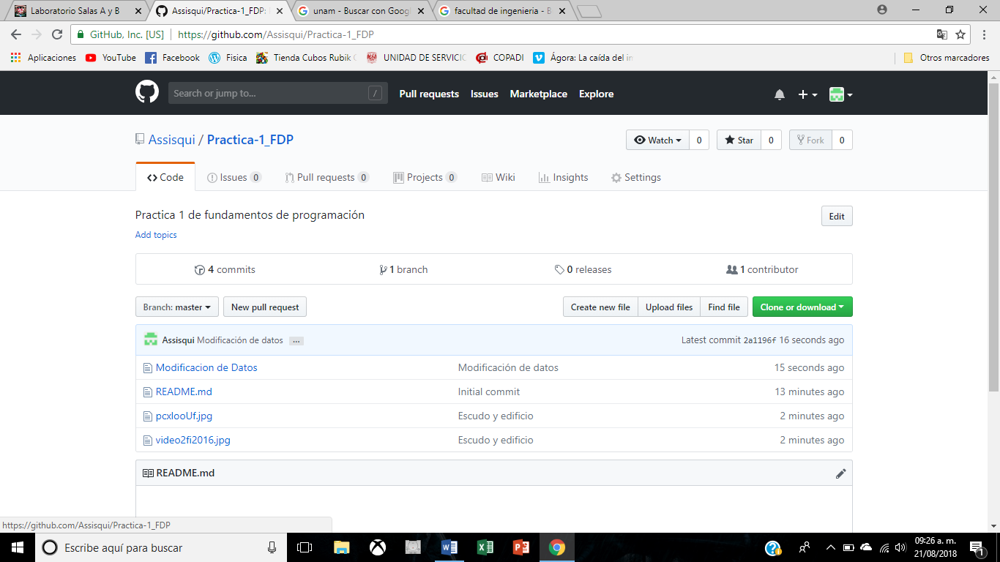 Laboratorio Salas A y B
Assisqui/Practica-1_FDP:
unam - Buscar con Goog
facultad de ingenieria - B
GitHub, Inc. [US] https://github.com/Assisqui/Practica-1_FDP
Aplicaciones YouTube Facebook Fisica Tienda Cubos Rubik UNIDAD DE SERVICIO COPADI Ágora: La caída del Otros marcadores
Search or jump to... / Pull requests Issues Marketplace Explore
Assisqui / Practica-1_FDP Watch 0 Star 0 Fork 0
Code Issues 0 Pull requests 0 Projects 0 Wiki Insights Settings
Practica 1 de fundamentos de programación Edit
Add topics
4 commits 1 branch 0 releases 1 contributor
Branch: master New pull request Create new file Upload files Find file Clone or download
Assisqui Modificación de datos ... Latest commit 2a1196f 16 seconds ago
Modificacion de Datos Modificación de datos 15 seconds ago
README.md Initial commit 13 minutes ago
pcxlooUf.jpg Escudo y edificio 2 minutes ago
video2fi2016.jpg Escudo y edificio 2 minutes ago
README.md
https://github.com/Assisqui/Practica-1_FDP
Escribe aquí para buscar 09:26 a. m.
21/08/2018 1